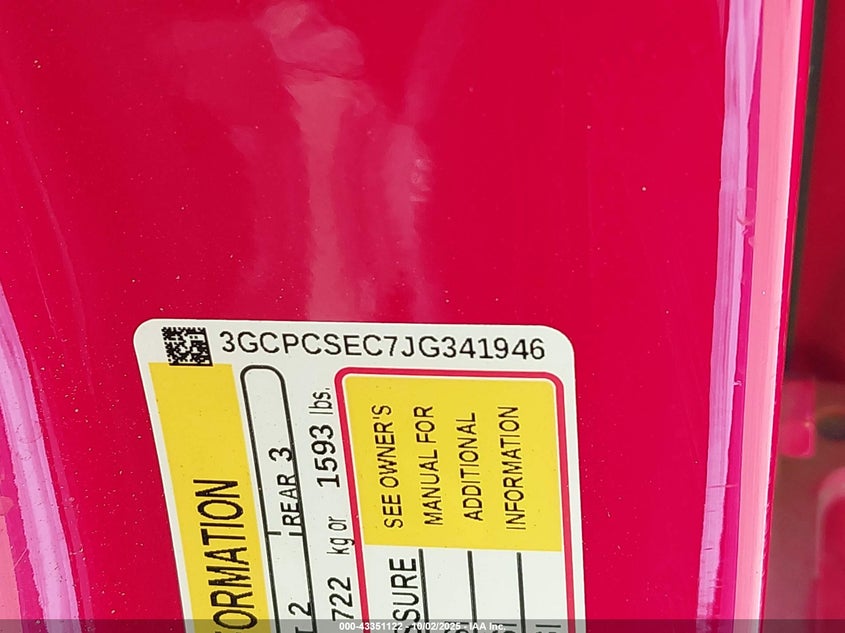 3GCPCSEC7JG341946
ORMATION
T 2 REAR 3
722 kg or 1593 lbs.
SEE OWNER'S
MANUAL FOR
ADDITIONAL
INFORMATION
SURE
000-43351122 - 10/02/2025 - IAA Inc.